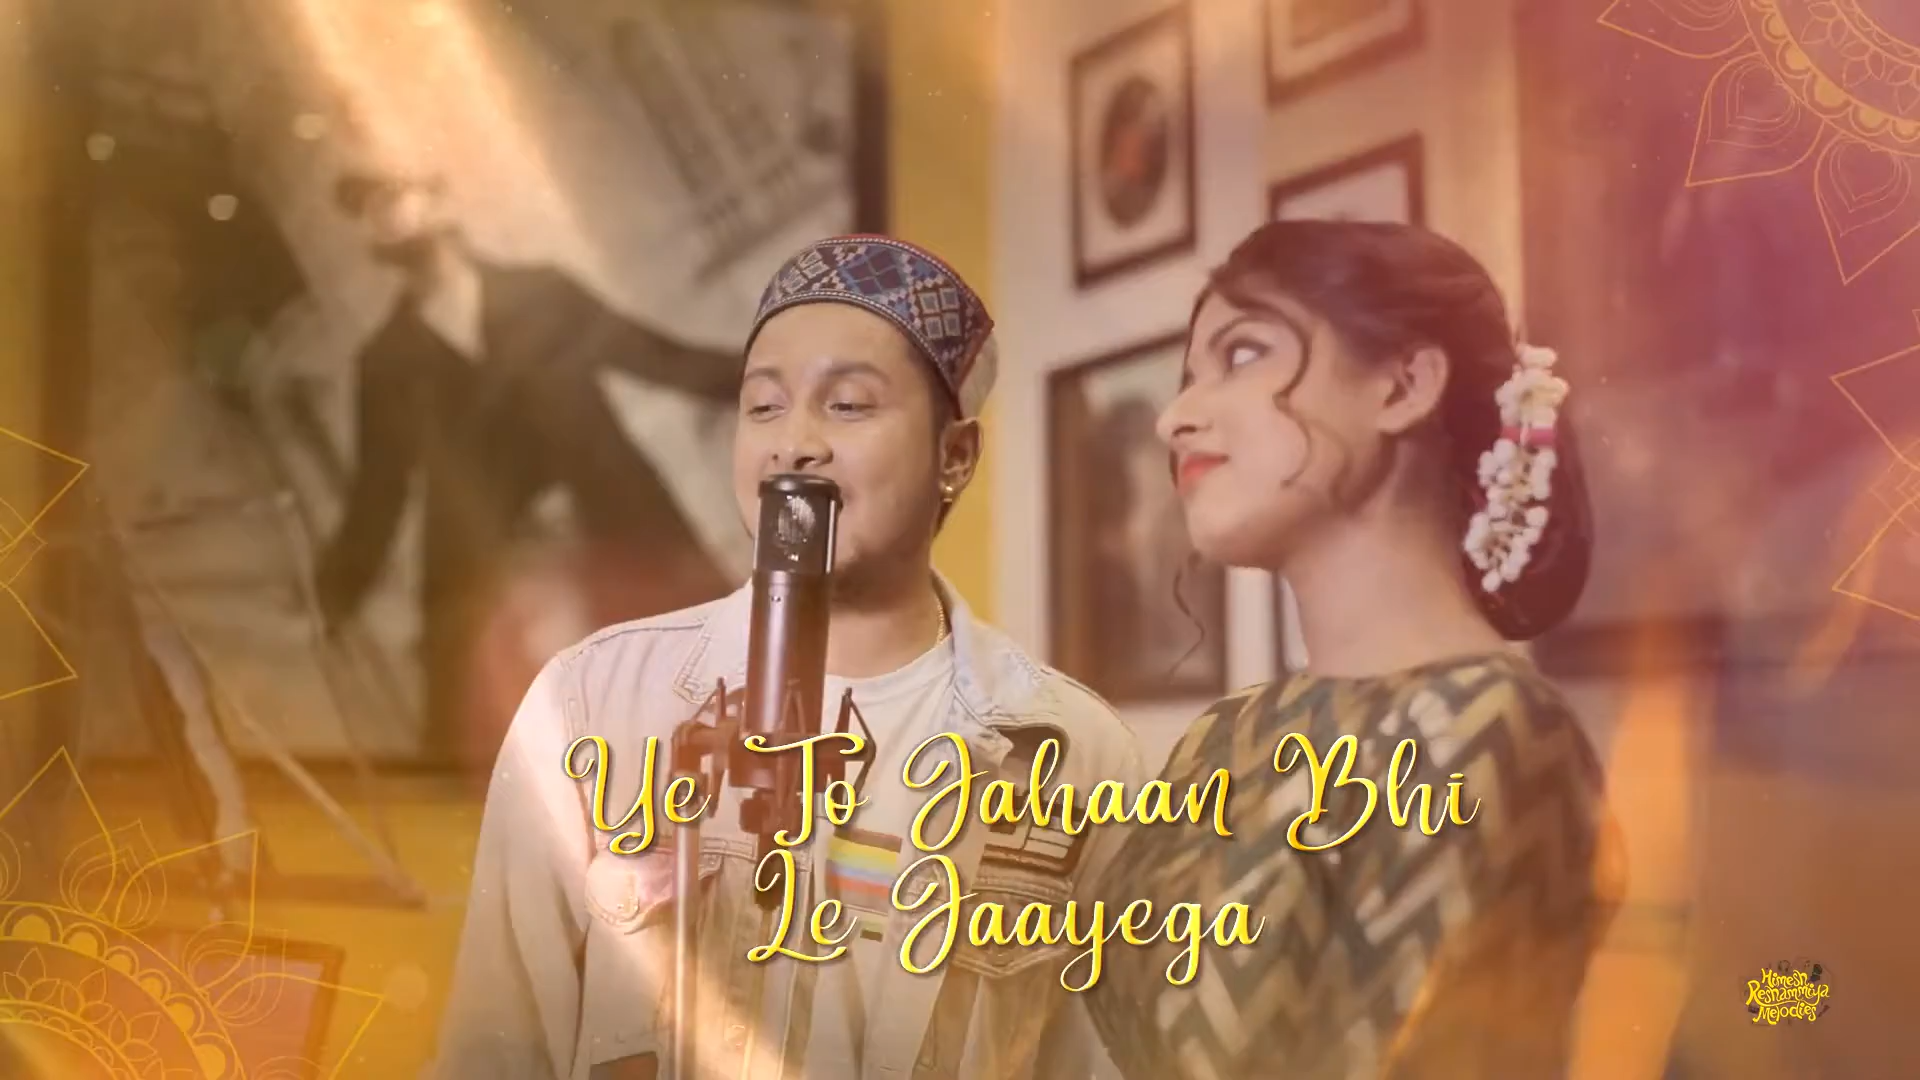 Ye To Jahaan Bhi
Le Jaayega
Himesh
Reshammiya
Melodies